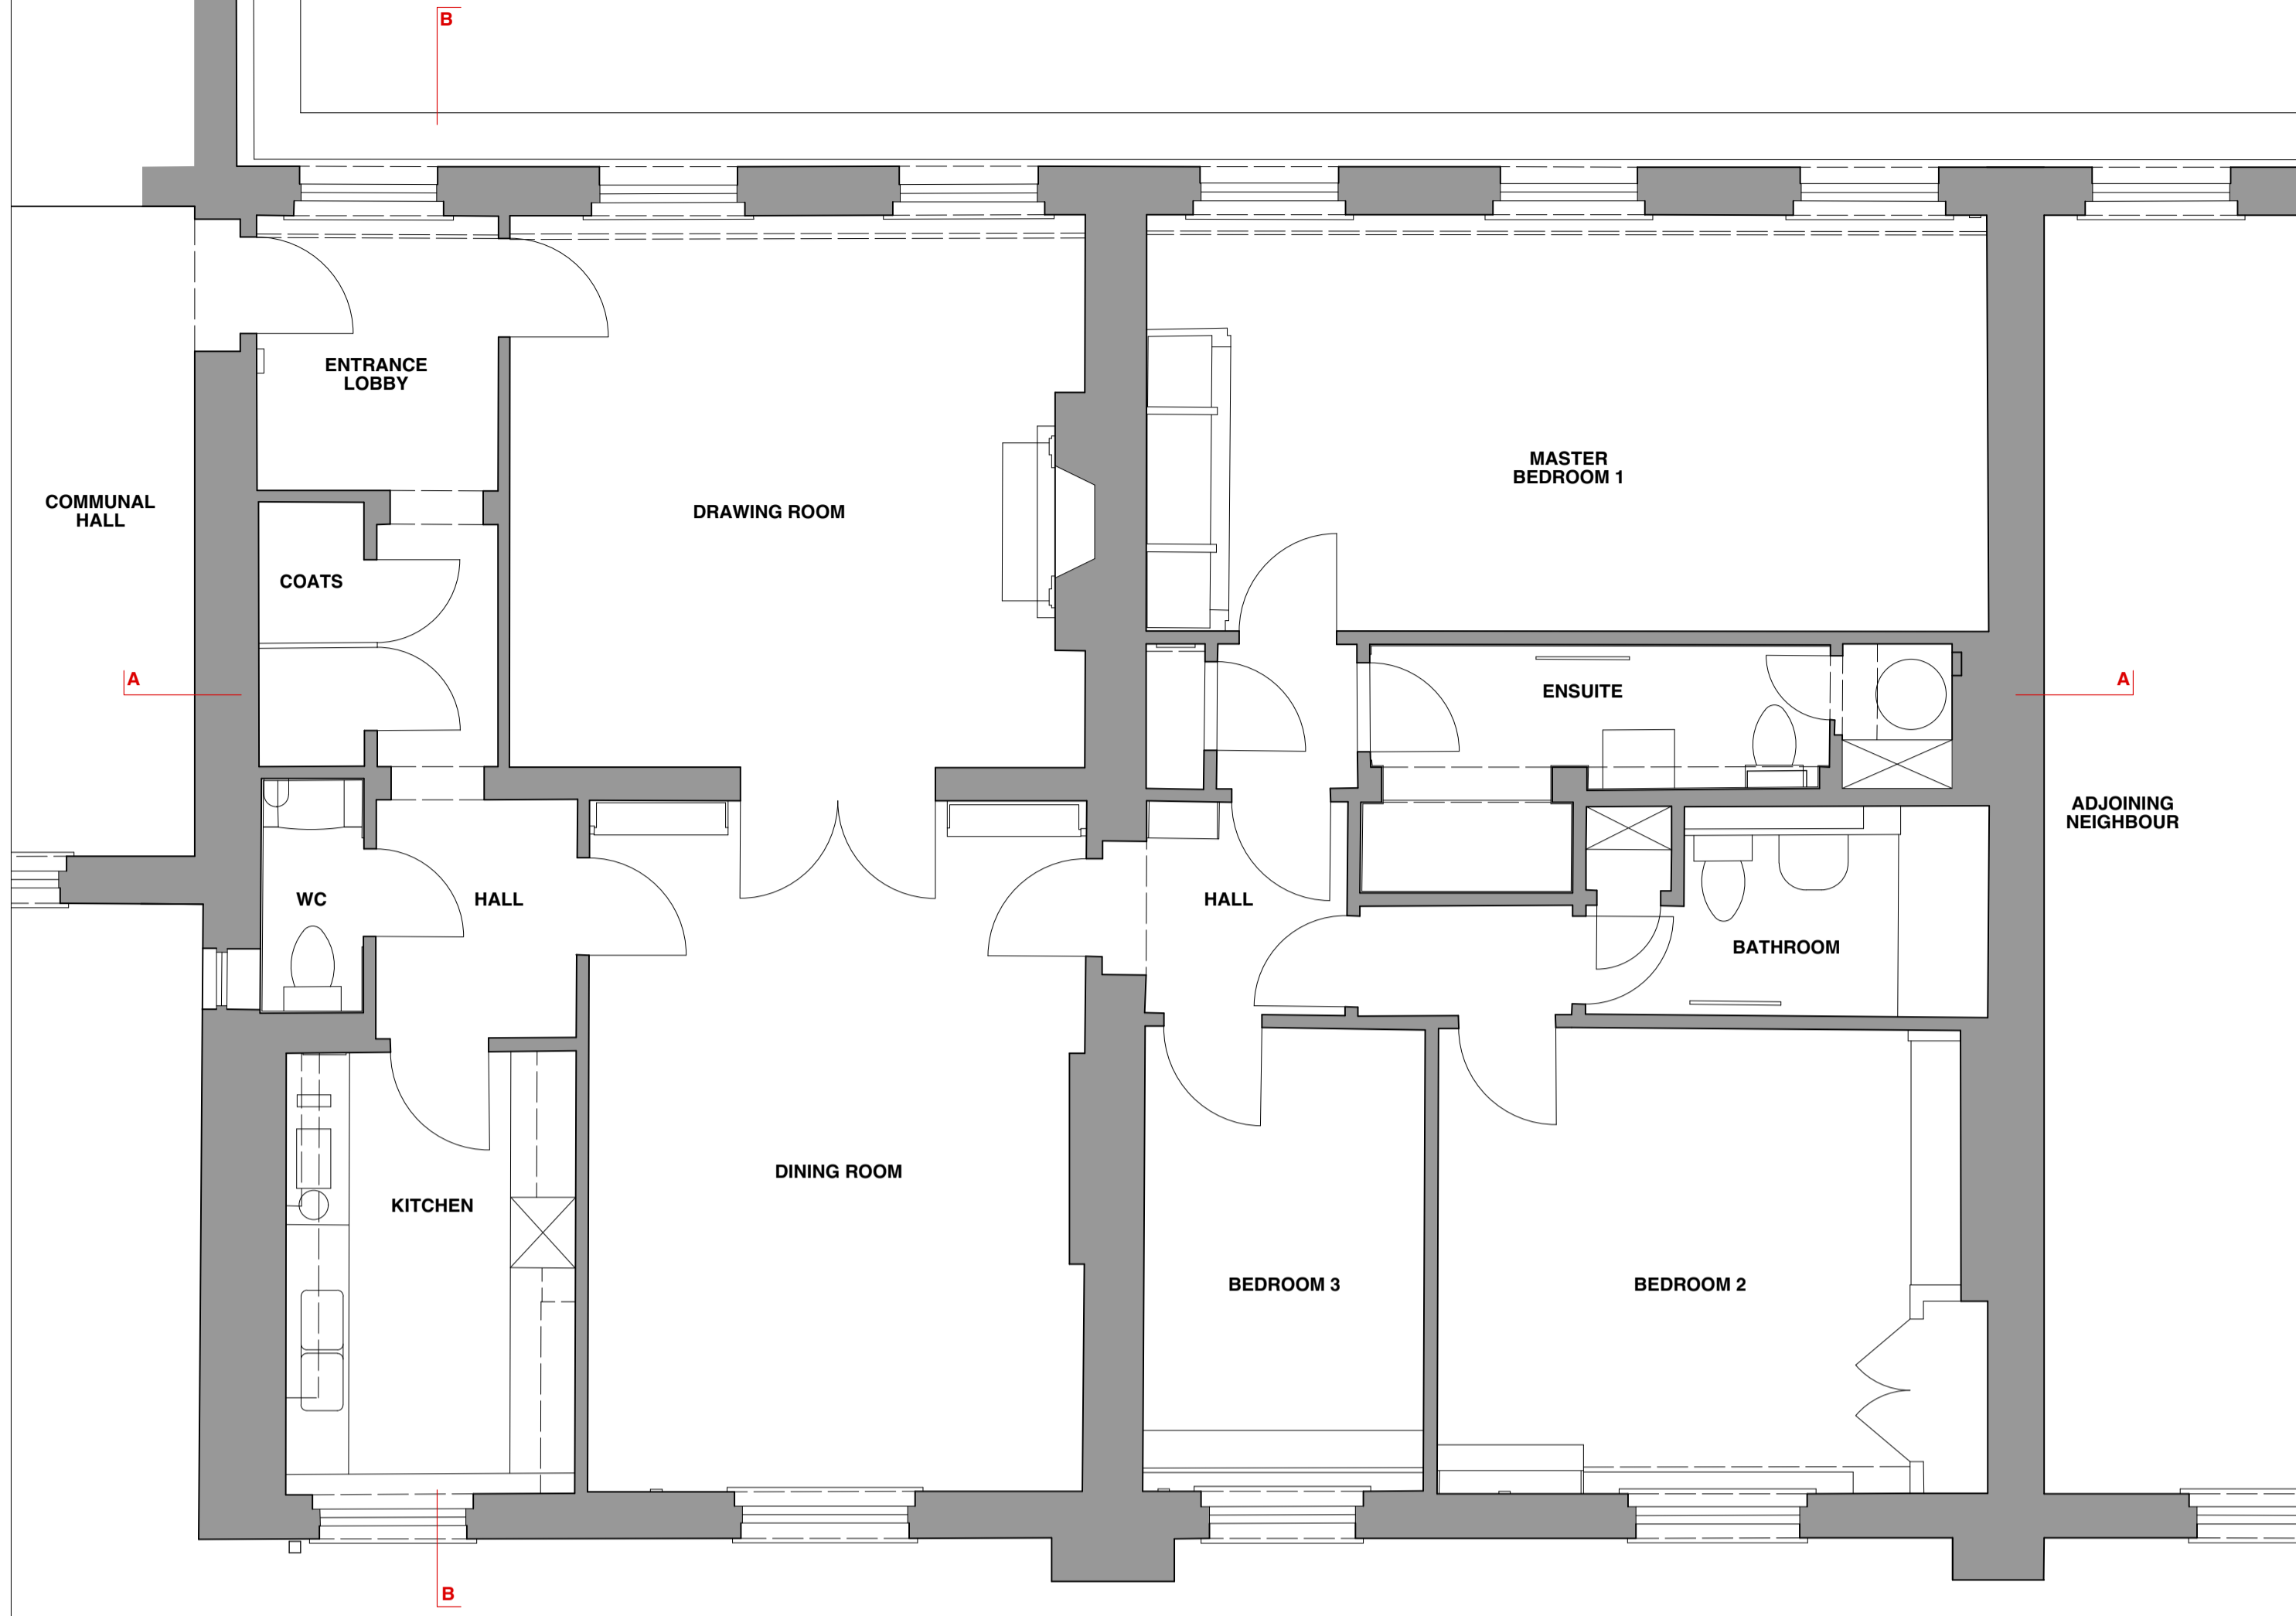 B
ENTRANCE
LOBBY
MASTER
BEDROOM 1
COMMUNAL
HALL
DRAWING ROOM
COATS
A
ENSUITE
A
ADJOINING
NEIGHBOUR
WC
HALL
HALL
BATHROOM
DINING ROOM
KITCHEN
BEDROOM 3
BEDROOM 2
B